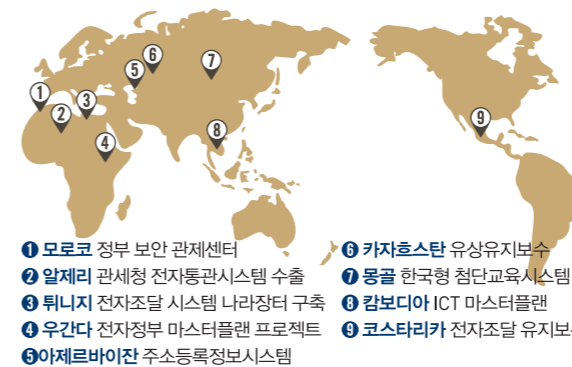 1
2
3
4
5
6
7
8
9
❶ 모로코 정부 보안 관제센터
❷ 알제리 관세청 전자통관시스템 수출
❸ 튀니지 전자조달 시스템 나라장터 구축
❹ 우간다 전자정부 마스터플랜 프로젝트
❺아제르바이잔 주소등록정보시스템
❻ 카자흐스탄 유상유지보수
❼ 몽골 한국형 첨단교육시스템
❽ 캄보디아 ICT 마스터플랜
❾ 코스타리카 전자조달 유지보수